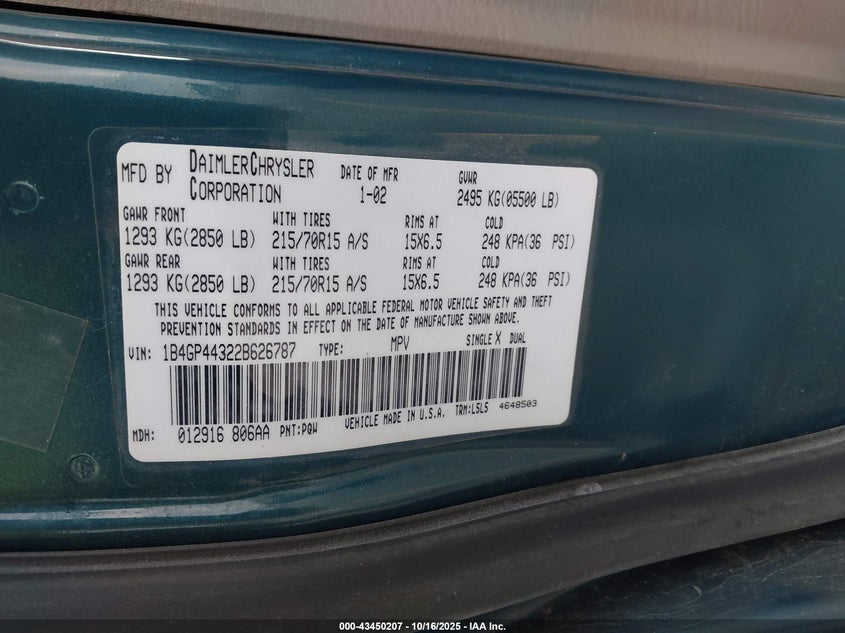 MFD BY DAIMLERCHRYSLER CORPORATION DATE OF MFR 1-02 GVWR 2495 KG(05500 LB)
GAWR FRONT WITH TIRES RIMS AT COLD
1293 KG(2850 LB) 215/70R15 A/S 15X6.5 248 KPA(36 PSI)
GAWR REAR WITH TIRES RIMS AT COLD
1293 KG(2850 LB) 215/70R15 A/S 15X6.5 248 KPA(36 PSI)
THIS VEHICLE CONFORMS TO ALL APPLICABLE FEDERAL MOTOR VEHICLE SAFETY AND THEFT
PREVENTION STANDARDS IN EFFECT ON THE DATE OF MANUFACTURE SHOWN ABOVE.
VIN: 1B4GP44322B626787 TYPE: MPV SINGLE X DUAL
MDH: 012916 806AA PNT:PQW VEHICLE MADE IN U.S.A. TRM:L5L5 4648503
000-43450207 - 10/16/2025 - IAA Inc.